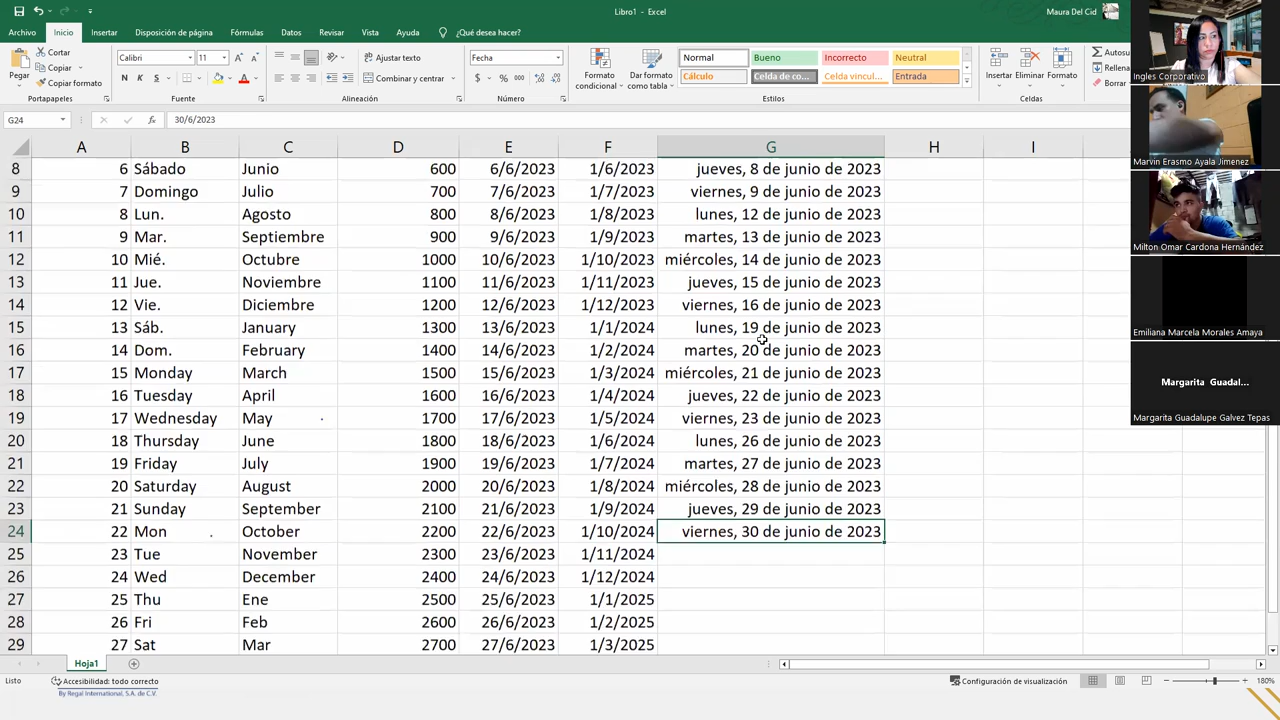 Libro1 - Excel
Maura Del Cid
Archivo Inicio Insertar Disposición de página Fórmulas Datos Revisar Vista Ayuda ¿Qué desea hacer?
Pegar
Cortar
Copiar
Copiar formato
Portapapeles
Calibri 11
N K S
Fuente
Ajustar texto
Combinar y centrar
Alineación
Fecha
$ % 000
Número
Formato condicional
Dar formato como tabla
Normal Bueno Incorrecto Neutral
Cálculo Celda de co... Celda vincul... Entrada
Estilos
Insertar Eliminar Formato
Celdas
Autosu
Rellena
Borrar
G24 fx 30/6/2023
A B C D E F G H I
8 6 Sábado Junio 600 6/6/2023 1/6/2023 jueves, 8 de junio de 2023
9 7 Domingo Julio 700 7/6/2023 1/7/2023 viernes, 9 de junio de 2023
10 8 Lun. Agosto 800 8/6/2023 1/8/2023 lunes, 12 de junio de 2023
11 9 Mar. Septiembre 900 9/6/2023 1/9/2023 martes, 13 de junio de 2023
12 10 Mié. Octubre 1000 10/6/2023 1/10/2023 miércoles, 14 de junio de 2023
13 11 Jue. Noviembre 1100 11/6/2023 1/11/2023 jueves, 15 de junio de 2023
14 12 Vie. Diciembre 1200 12/6/2023 1/12/2023 viernes, 16 de junio de 2023
15 13 Sáb. January 1300 13/6/2023 1/1/2024 lunes, 19 de junio de 2023
16 14 Dom. February 1400 14/6/2023 1/2/2024 martes, 20 de junio de 2023
17 15 Monday March 1500 15/6/2023 1/3/2024 miércoles, 21 de junio de 2023
18 16 Tuesday April 1600 16/6/2023 1/4/2024 jueves, 22 de junio de 2023
19 17 Wednesday May 1700 17/6/2023 1/5/2024 viernes, 23 de junio de 2023
20 18 Thursday June 1800 18/6/2023 1/6/2024 lunes, 26 de junio de 2023
21 19 Friday July 1900 19/6/2023 1/7/2024 martes, 27 de junio de 2023
22 20 Saturday August 2000 20/6/2023 1/8/2024 miércoles, 28 de junio de 2023
23 21 Sunday September 2100 21/6/2023 1/9/2024 jueves, 29 de junio de 2023
24 22 Mon October 2200 22/6/2023 1/10/2024 viernes, 30 de junio de 2023
25 23 Tue November 2300 23/6/2023 1/11/2024
26 24 Wed December 2400 24/6/2023 1/12/2024
27 25 Thu Ene 2500 25/6/2023 1/1/2025
28 26 Fri Feb 2600 26/6/2023 1/2/2025
29 27 Sat Mar 2700 27/6/2023 1/3/2025
Hoja1
Listo Accesibilidad: todo correcto Configuración de visualización 180%
By Regal International, S.A. de C.V.
Ingles Corporativo
Marvin Erasmo Ayala Jimenez
Milton Omar Cardona Hernández
Emiliana Marcela Morales Amaya
Margarita Guadal...
Margarita Guadalupe Galvez Tepas